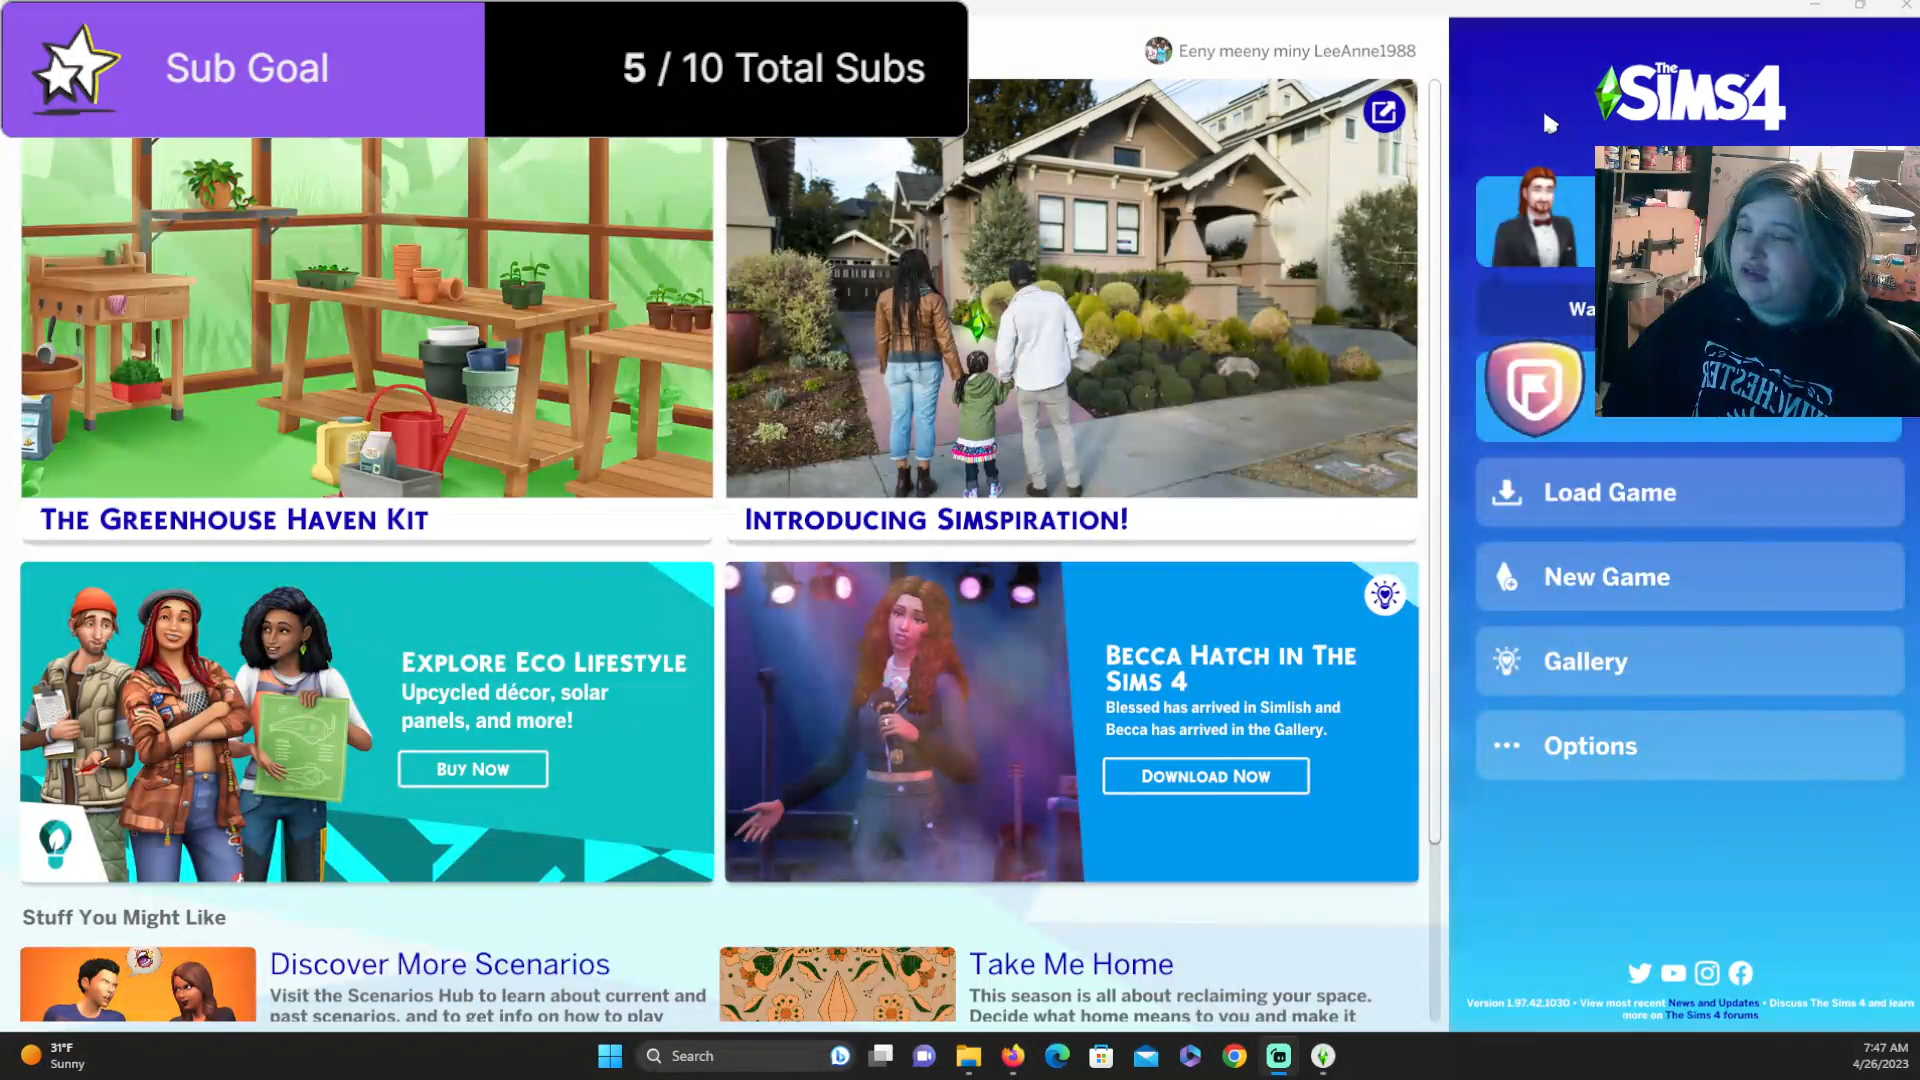 Sub Goal
5 / 10 Total Subs
Eeny meeny miny LeeAnne1988
The Greenhouse Haven Kit
Introducing Simspiration!
Explore Eco Lifestyle
Upcycled décor, solar
panels, and more!
Buy Now
Becca Hatch in The
Sims 4
Blessed has arrived in Simlish and
Becca has arrived in the Gallery.
Download Now
Stuff You Might Like
Discover More Scenarios
Visit the Scenarios Hub to learn about current and
past scenarios, and to get info on how to play
Take Me Home
This season is all about reclaiming your space.
Decide what home means to you and make it
The Sims 4
Load Game
New Game
Gallery
Options
Version 1.97.42.1030 • View most recent News and Updates • Discuss The Sims 4 and learn
more on The Sims 4 forums
31°F
Sunny
Search
7:47 AM
4/26/2023